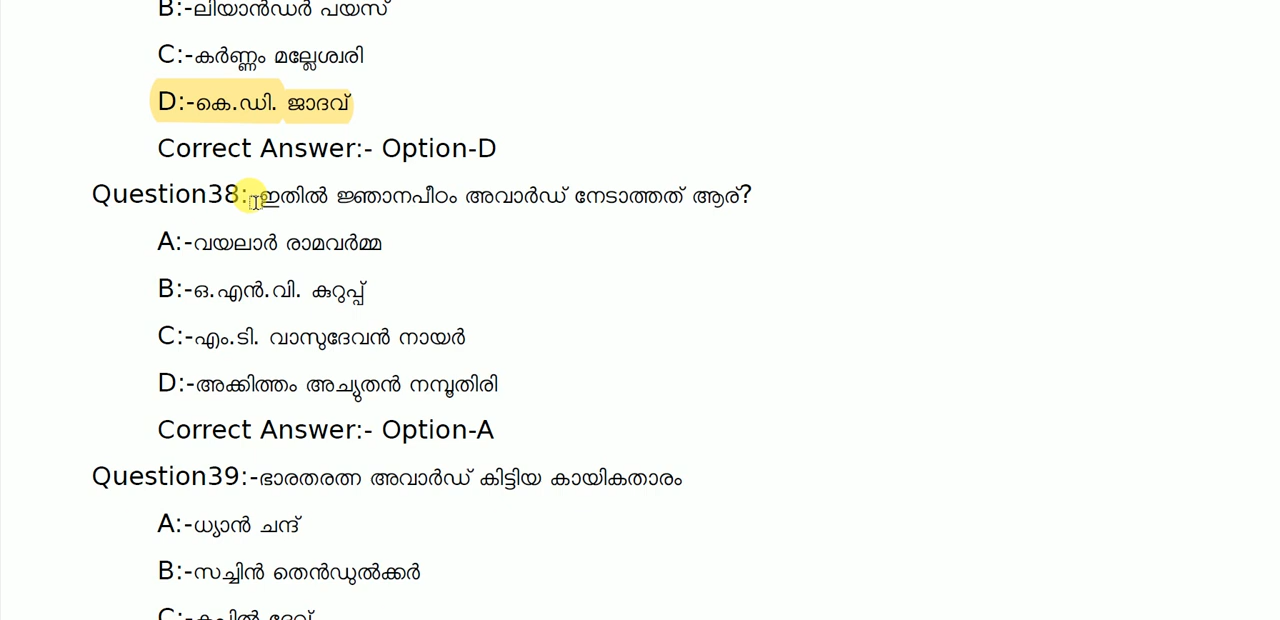 B:-ലിയാൻഡർ പയസ്
C:-കർണ്ണം മല്ലേശ്വരി
D:-കെ.ഡി. ജാദവ്
Correct Answer:- Option-D
Question38:-ഇതിൽ ജ്ഞാനപീഠം അവാർഡ് നേടാത്തത് ആര്?
A:-വയലാർ രാമവർമ്മ
B:-ഒ.എൻ.വി. കുറുപ്പ്
C:-എം.ടി. വാസുദേവൻ നായർ
D:-അക്കിത്തം അച്യുതൻ നമ്പൂതിരി
Correct Answer:- Option-A
Question39:-ഭാരതരത്ന അവാർഡ് കിട്ടിയ കായികതാരം
A:-ധ്യാൻ ചന്ദ്
B:-സച്ചിൻ തെൻഡുൽക്കർ
C:-കപിൽ ദേവ്